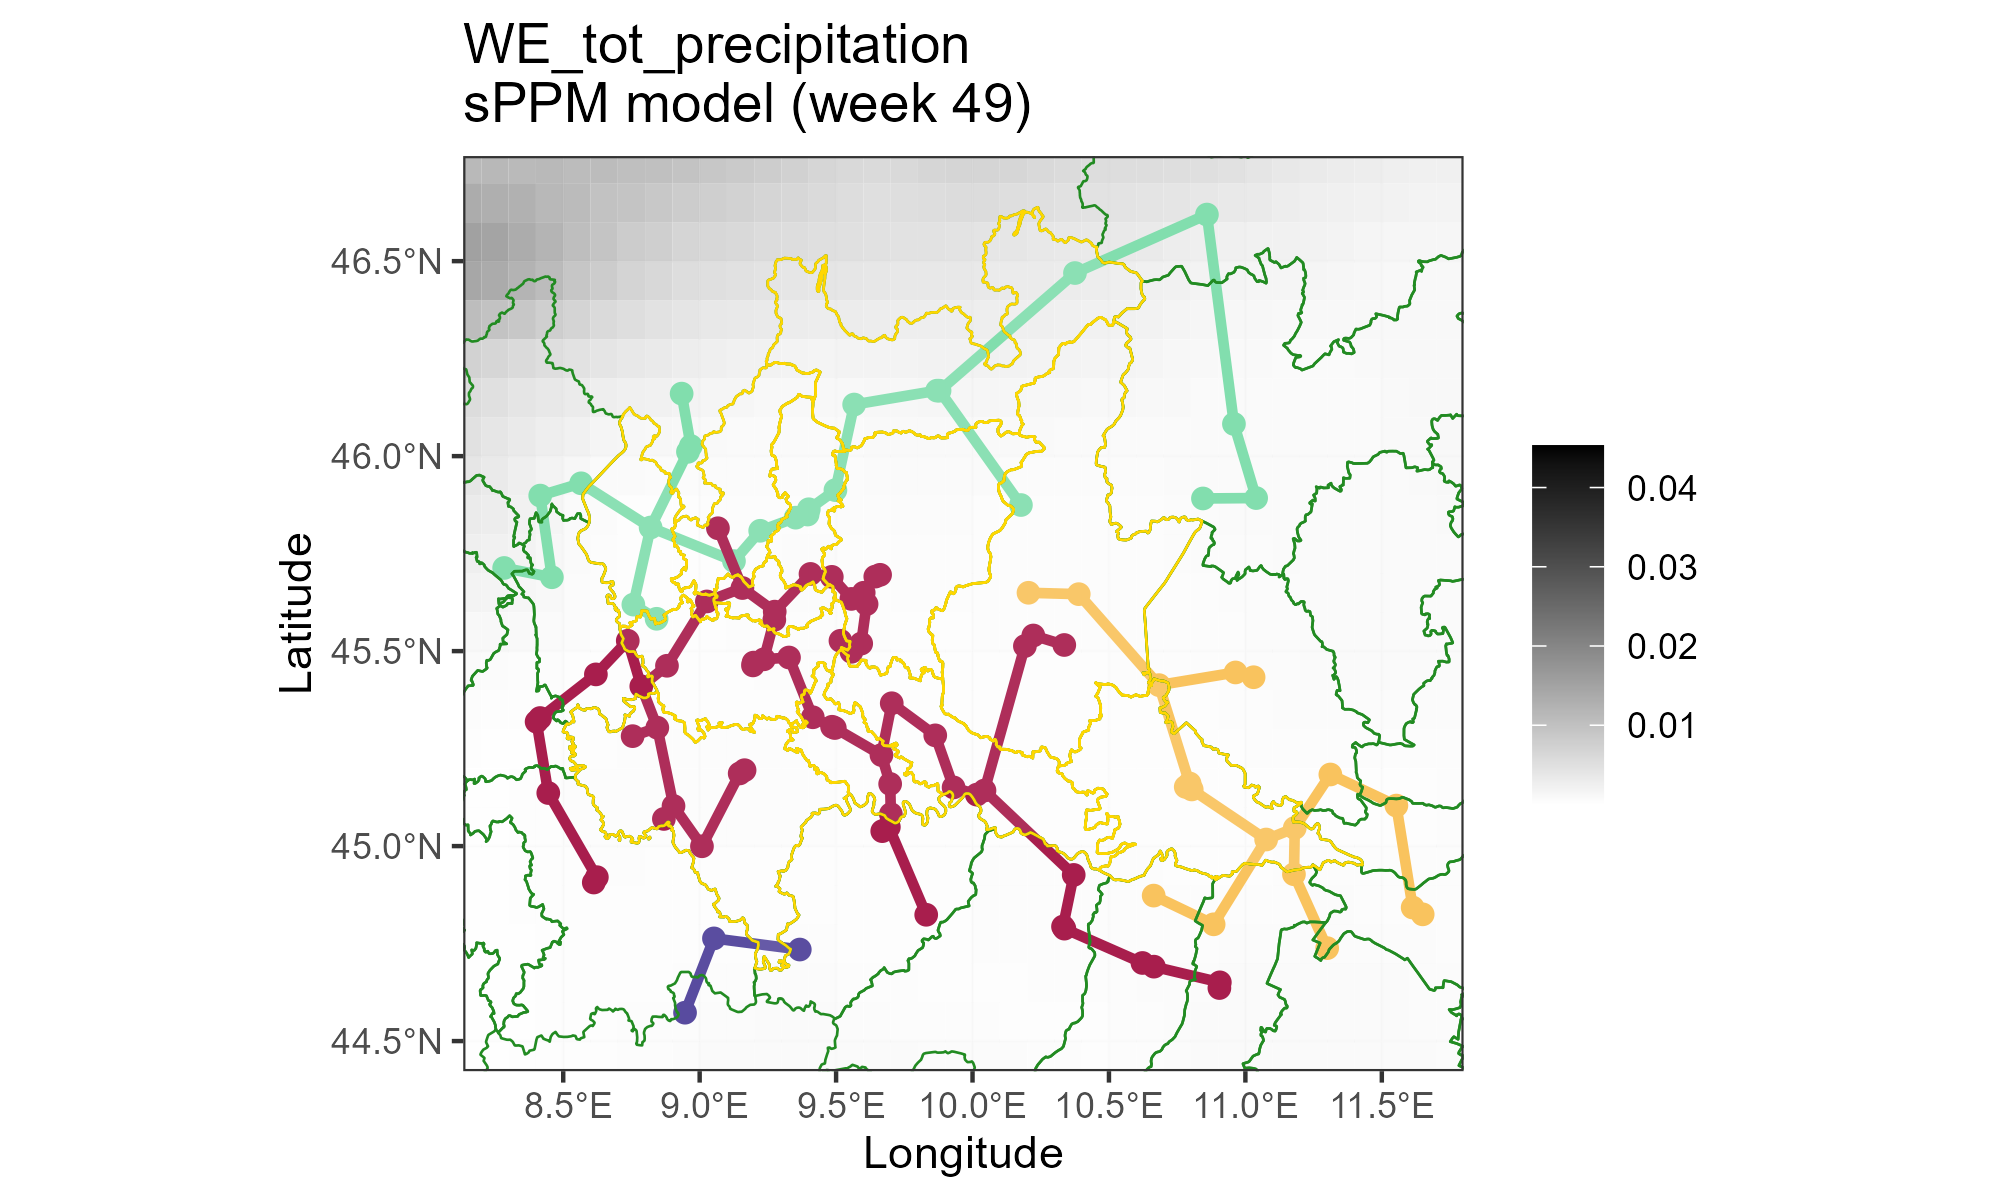 WE_tot_precipitation
sPPM model (week 49)
46.5°N
46.0°N
45.5°N
45.0°N
44.5°N
Latitude
8.5°E
9.0°E
9.5°E
10.0°E
10.5°E
11.0°E
11.5°E
Longitude
0.04
0.03
0.02
0.01